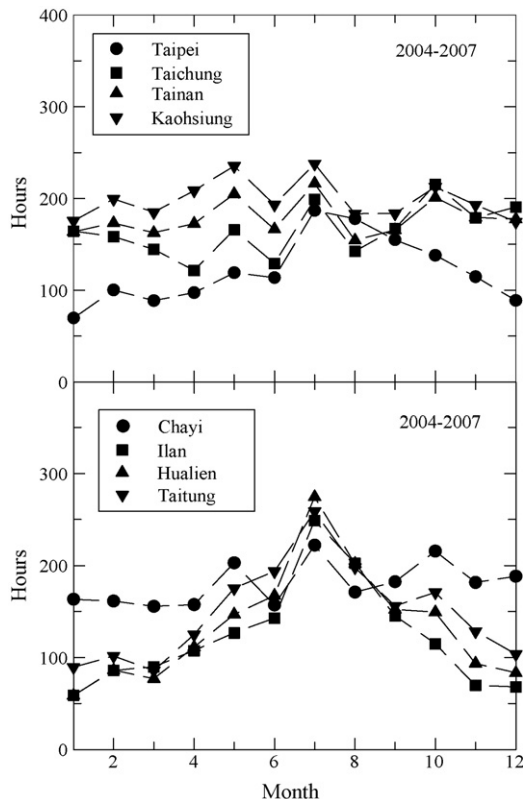 400
300
200
100
0
Hours
Taipei
Taichung
Tainan
Kaohsiung
2004-2007
300
200
100
0
Hours
Chayi
Ilan
Hualien
Taitung
2004-2007
2 4 6 8 10 12
Month